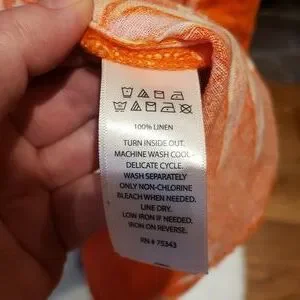 100% LINEN
TURN INSIDE OUT.
MACHINE WASH COOL
DELICATE CYCLE.
WASH SEPARATELY
ONLY NON-CHLORINE
BLEACH WHEN NEEDED.
LINE DRY.
LOW IRON IF NEEDED.
WON ON REVERSE.
RN # 75343